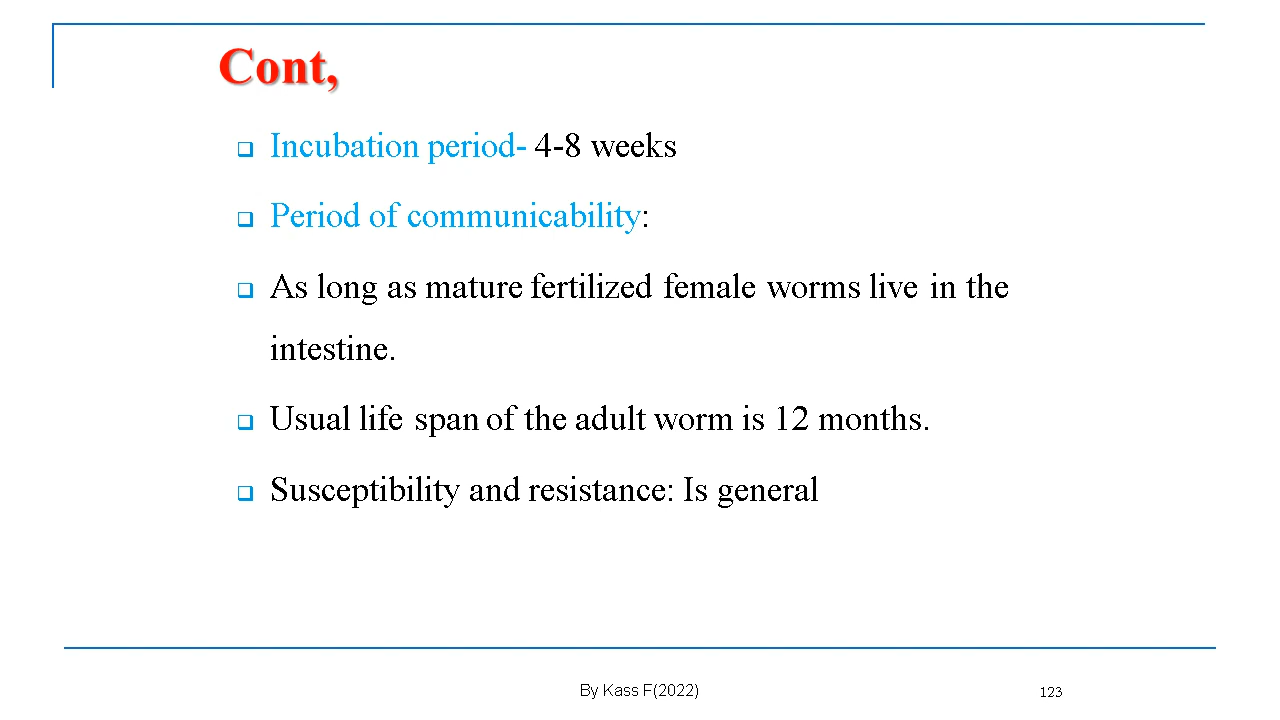 Cont,
Incubation period- 4-8 weeks
Period of communicability:
As long as mature fertilized female worms live in the
intestine.
Usual life span of the adult worm is 12 months.
Susceptibility and resistance: Is general
By Kass F(2022)
123